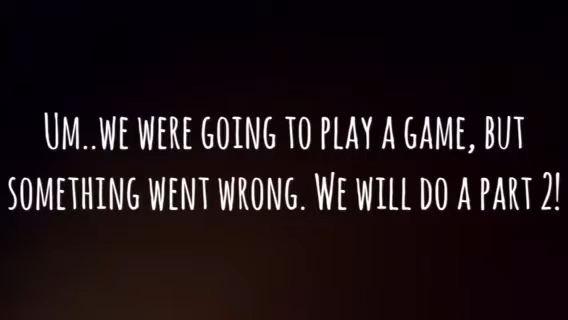 Um..we were going to play a game, but
something went wrong. We will do a part 2!